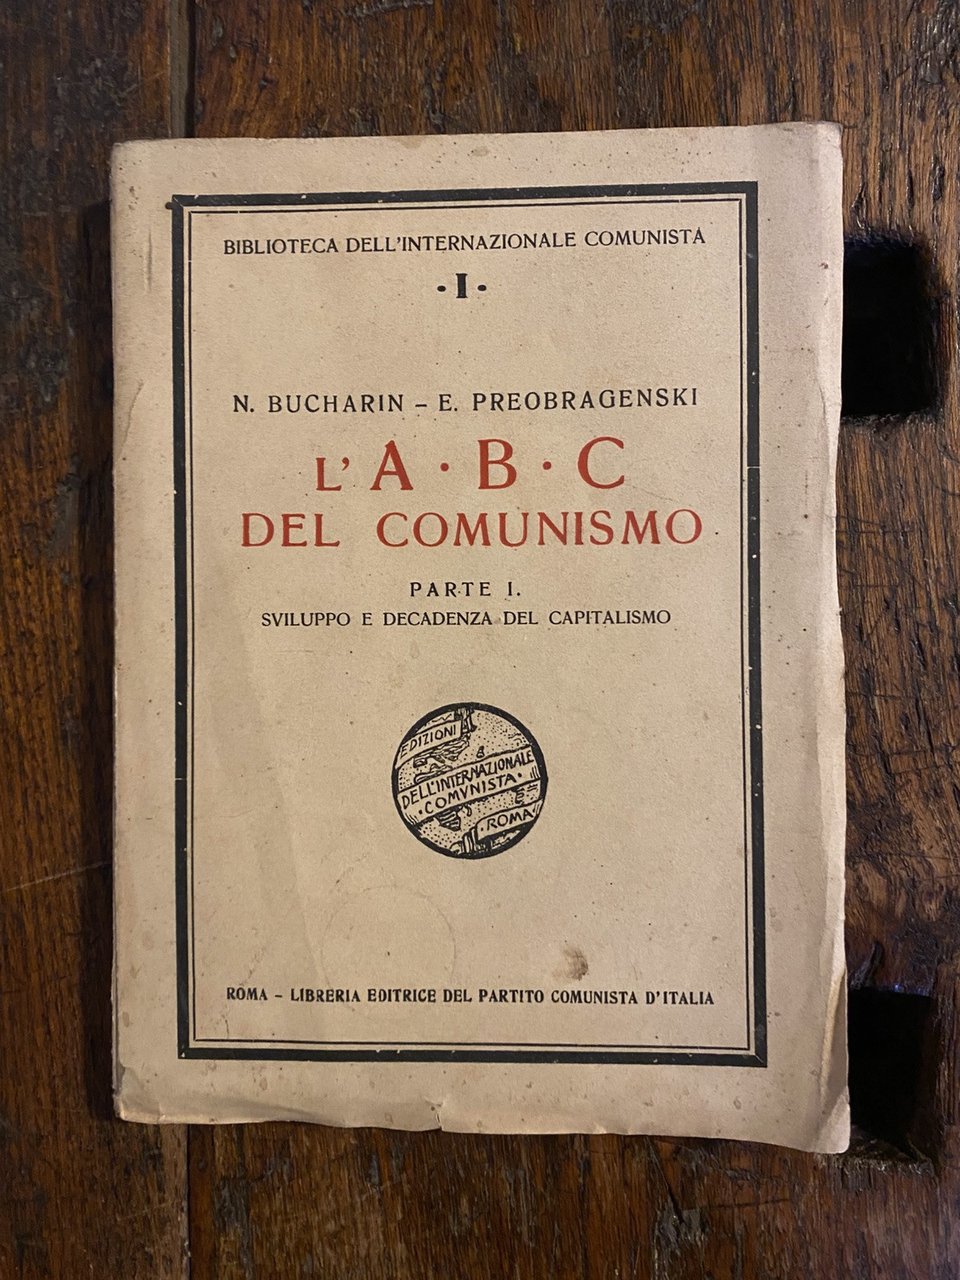 BIBLIOTECA DELL'INTERNAZIONALE COMUNISTA
• I •
N. BUCHARIN – E. PREOBRAGENSKI
L' A · B · C
DEL COMUNISMO
PARTE I.
SVILUPPO E DECADENZA DEL CAPITALISMO
EDIZIONI
DELL'INTERNAZIONALE
· COMVNISTA ·
· ROMA
ROMA – LIBRERIA EDITRICE DEL PARTITO COMUNISTA D'ITALIA